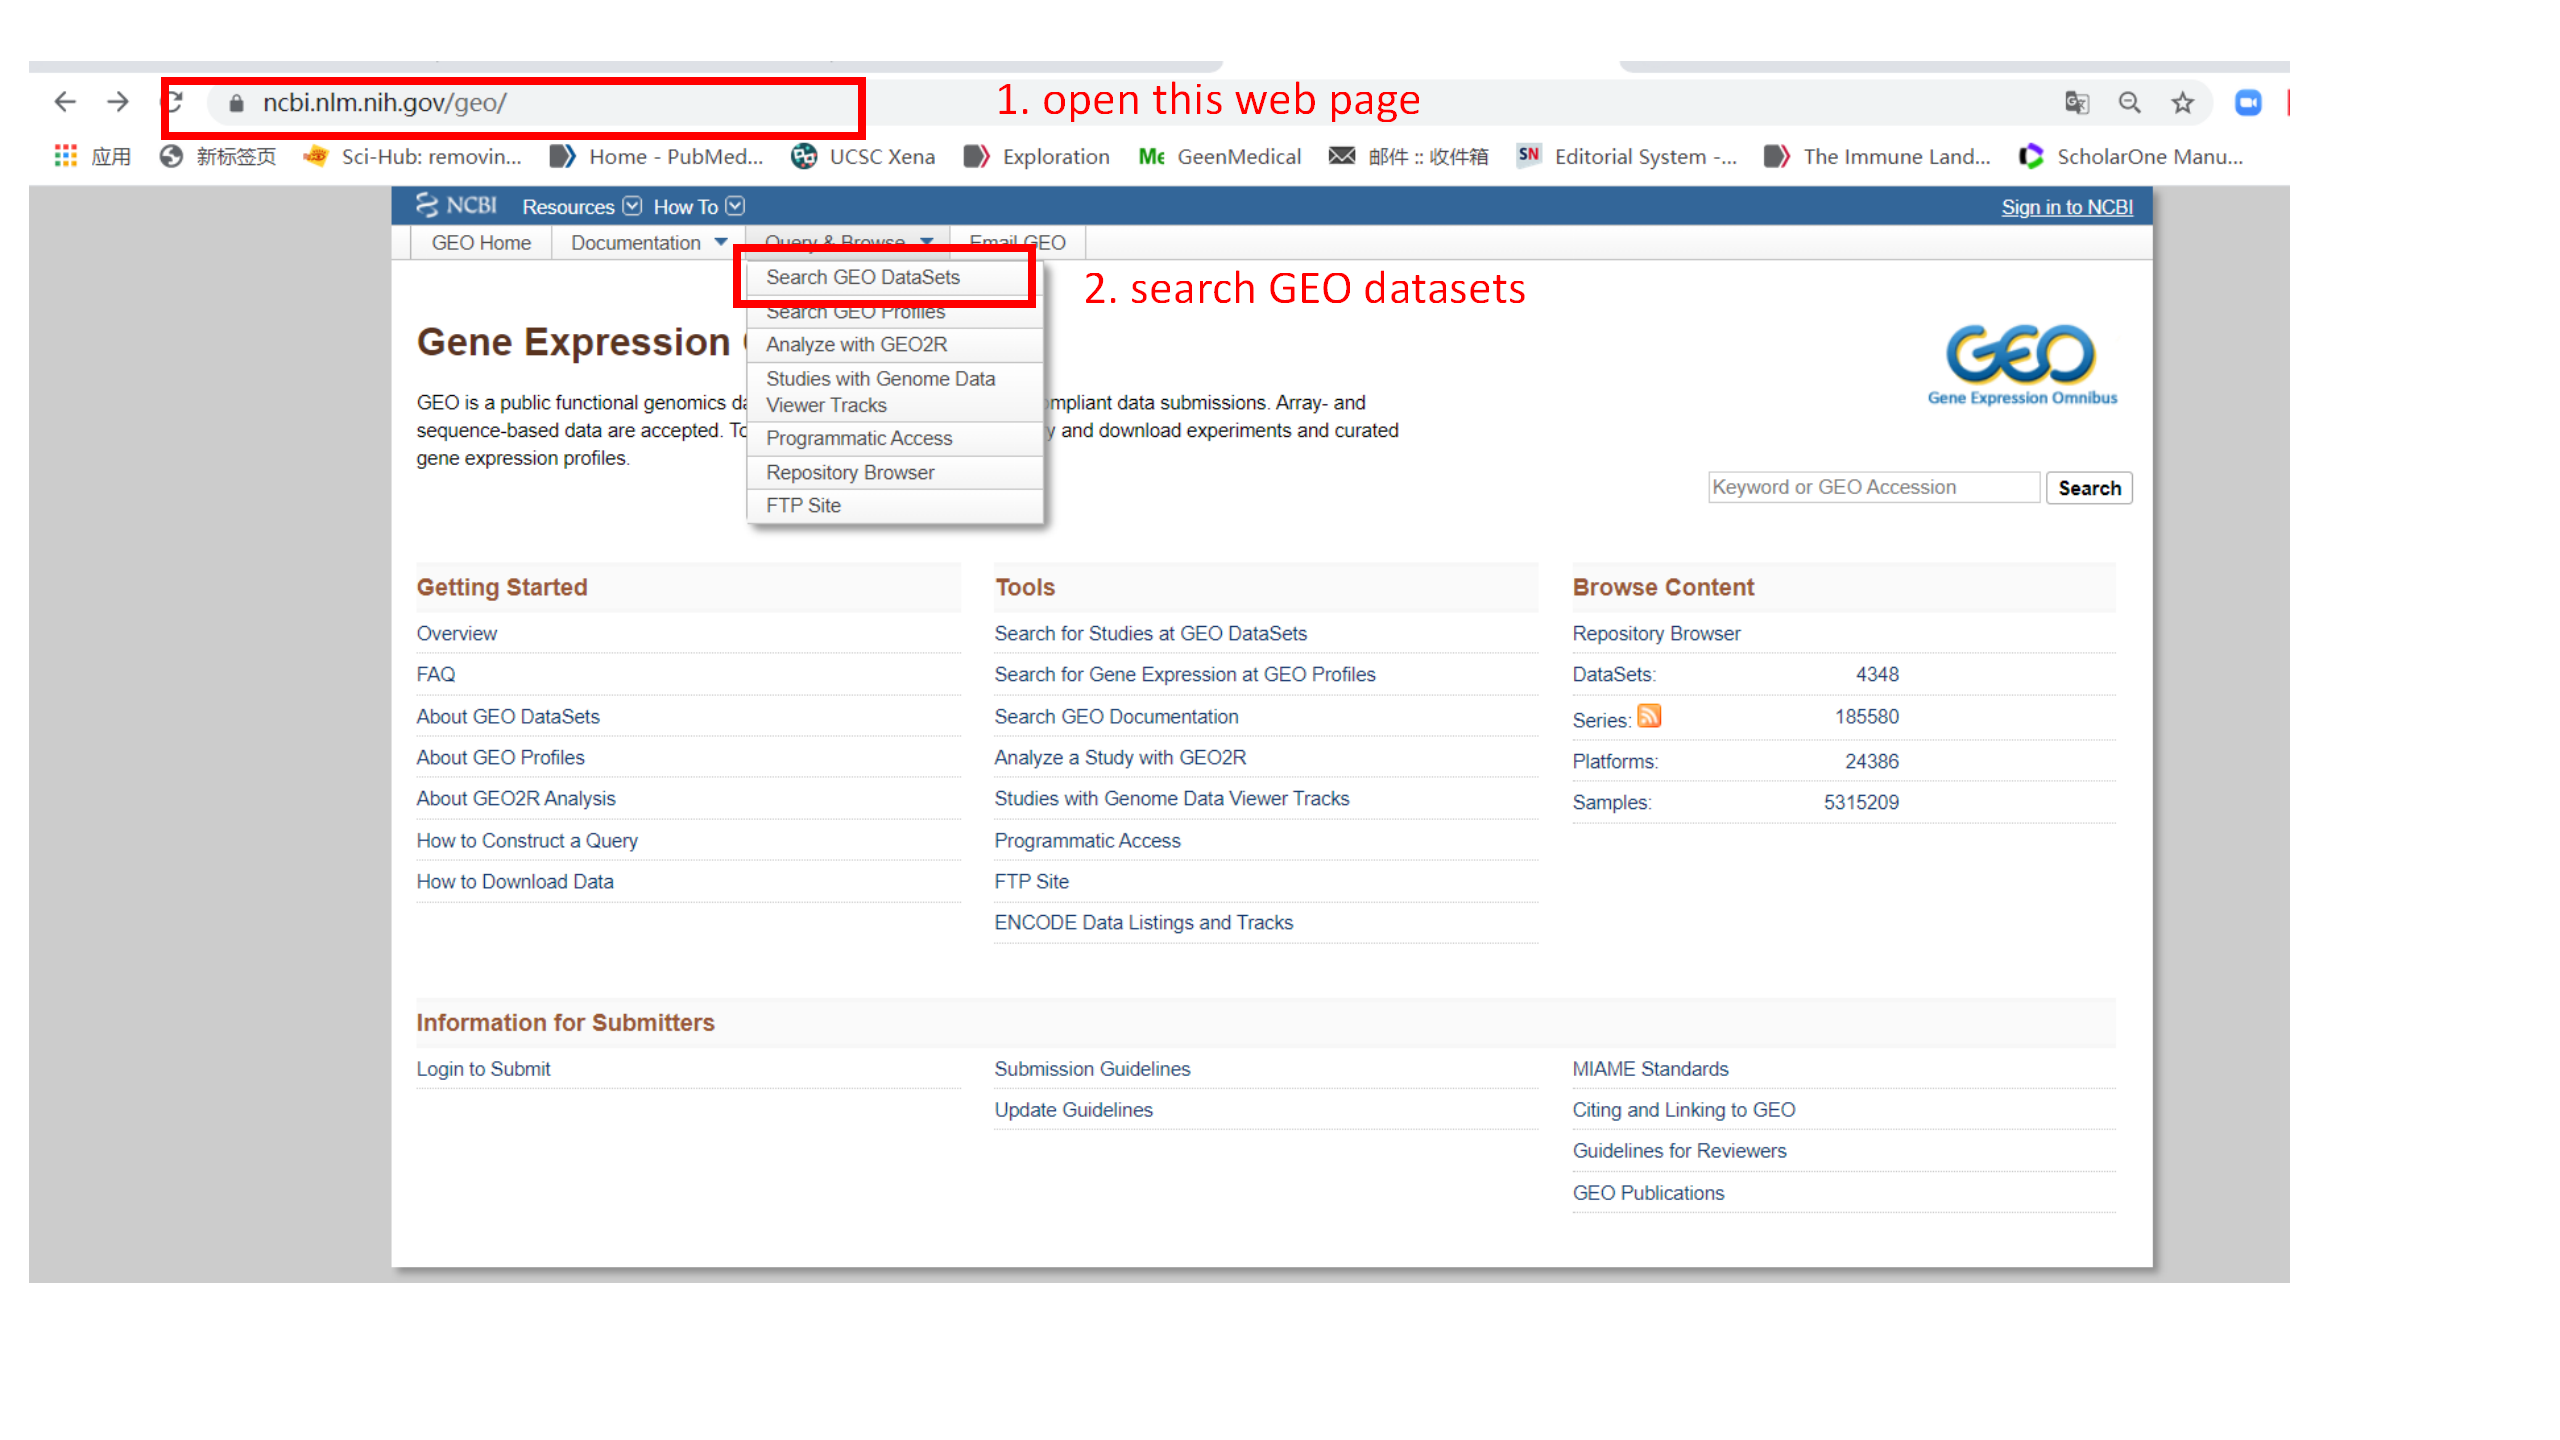 ncbi.nlm.nih.gov/geo/
1. open this web page
应用 新标签页 Sci-Hub: removin... Home - PubMed... UCSC Xena Exploration Me GeenMedical 邮件 :: 收件箱 SN Editorial System -... The Immune Land... ScholarOne Manu...
NCBI Resources How To Sign in to NCBI
GEO Home Documentation Query & Browse Email GEO
Search GEO DataSets
2. search GEO datasets
Search GEO Profiles
Analyze with GEO2R
Studies with Genome Data
Viewer Tracks
Programmatic Access
Repository Browser
FTP Site
Gene Expression
GEO
Gene Expression Omnibus
GEO is a public functional genomics data submissions. Array- and
sequence-based data are accepted. and download experiments and curated
gene expression profiles.
Keyword or GEO Accession Search
Getting Started
Overview
FAQ
About GEO DataSets
About GEO Profiles
About GEO2R Analysis
How to Construct a Query
How to Download Data
Tools
Search for Studies at GEO DataSets
Search for Gene Expression at GEO Profiles
Search GEO Documentation
Analyze a Study with GEO2R
Studies with Genome Data Viewer Tracks
Programmatic Access
FTP Site
ENCODE Data Listings and Tracks
Browse Content
Repository Browser
DataSets: 4348
Series: 185580
Platforms: 24386
Samples: 5315209
Information for Submitters
Login to Submit
Submission Guidelines
Update Guidelines
MIAME Standards
Citing and Linking to GEO
Guidelines for Reviewers
GEO Publications